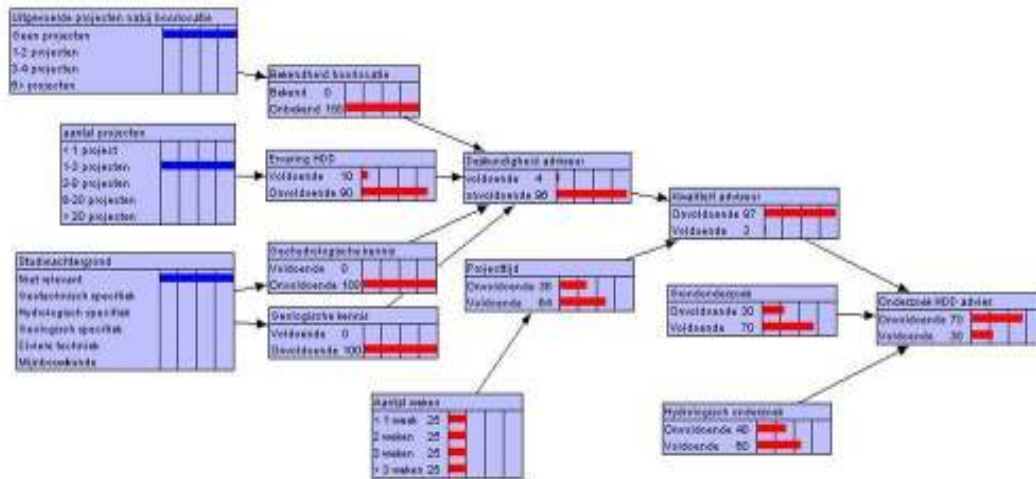 Uitgevoerde projecten nabij boorlocatie
Geen projecten
1-2 projecten
3-4 projecten
5> projecten
Bekendheid boorlocatie
Bekend 0
Onbekend 100
aantal projecten
< 1 project
1-3 projecten
3-8 projecten
8-20 projecten
> 20 projecten
Ervaring HDD
Voldoende 10
Onvoldoende 90
Deskundigheid adviseur
voldoende 4
onvoldoende 96
Kwaliteit adviseur
Onvoldoende 97
Voldoende 3
Studieachtergrond
Niet relevant
Geotechnisch specifiek
Hydrologisch specifiek
Geologisch specifiek
Civiele techniek
Mijnbouwkunde
Geohydrologische kennis
Voldoende 0
Onvoldoende 100
Geologische kennis
Voldoende 0
Onvoldoende 100
Projecttijd
Onvoldoende 36
Voldoende 64
Grondonderzoek
Onvoldoende 30
Voldoende 70
Onderzoek HDD advies
Onvoldoende 70
Voldoende 30
Aantal weken
< 1 week 25
2 weken 25
3 weken 25
> 3 weken 25
Hydrologisch onderzoek
Onvoldoende 40
Voldoende 60